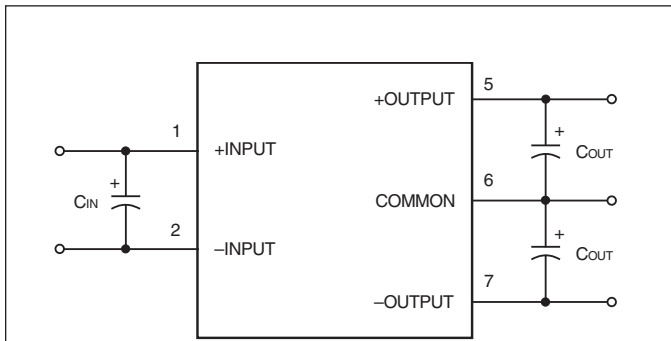 5
+OUTPUT
1
+
+INPUT
COUT
+
6
CIN
COMMON
2
+
–INPUT
COUT
7
–OUTPUT